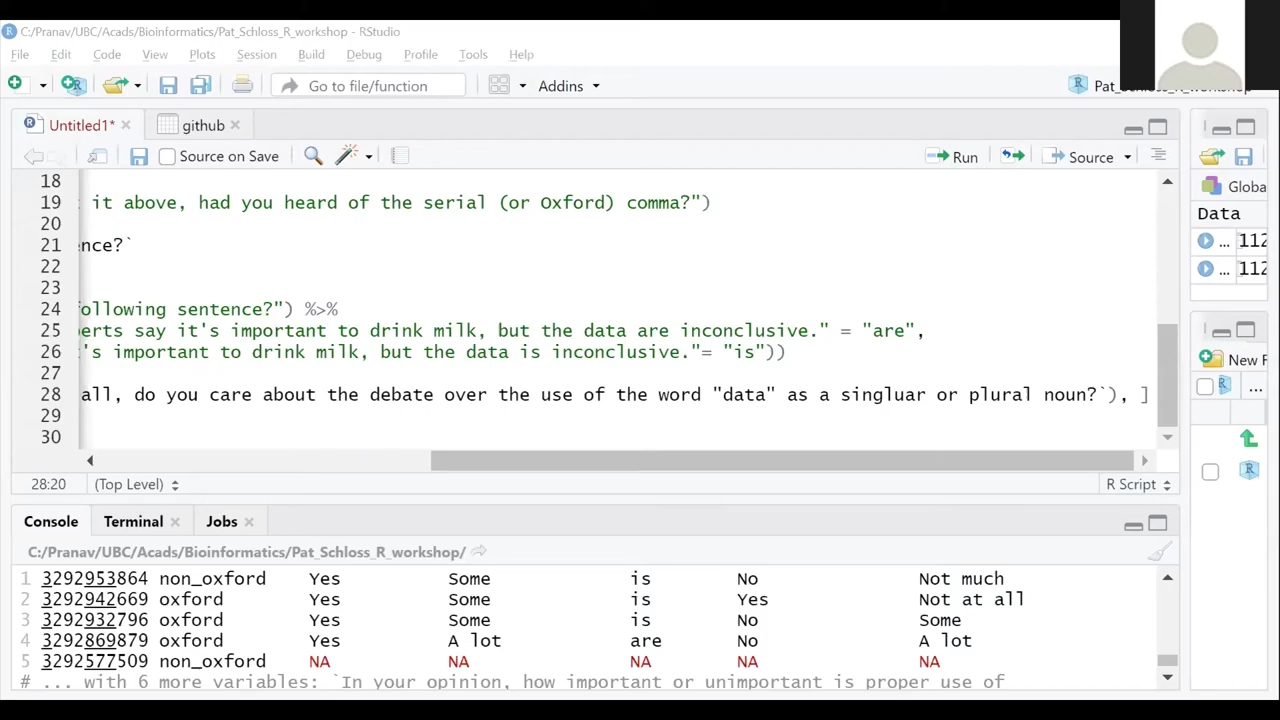 C:/Pranav/UBC/Acads/Bioinformatics/Pat_Schloss_R_workshop - RStudio
File Edit Code View Plots Session Build Debug Profile Tools Help
Go to file/function Addins Pat_Schloss_R_workshop
Untitled1* github
Source on Save Run Source
18
19 it above, had you heard of the serial (or Oxford) comma?")
20
21 ence?`
22
23
24 following sentence?") %>%
25 perts say it's important to drink milk, but the data are inconclusive." = "are",
26 's important to drink milk, but the data is inconclusive."= "is"))
27
28 all, do you care about the debate over the use of the word "data" as a singluar or plural noun?`), ]
29
30
28:20 (Top Level) R Script
Globa
Data
... 112
... 112
New F
...
Console Terminal Jobs
C:/Pranav/UBC/Acads/Bioinformatics/Pat_Schloss_R_workshop/
1 3292953864 non_oxford Yes Some is No Not much
2 3292942669 oxford Yes Some is Yes Not at all
3 3292932796 oxford Yes Some is No Some
4 3292869879 oxford Yes A lot are No A lot
5 3292577509 non_oxford NA NA NA NA NA
# ... with 6 more variables: `In your opinion, how important or unimportant is proper use of